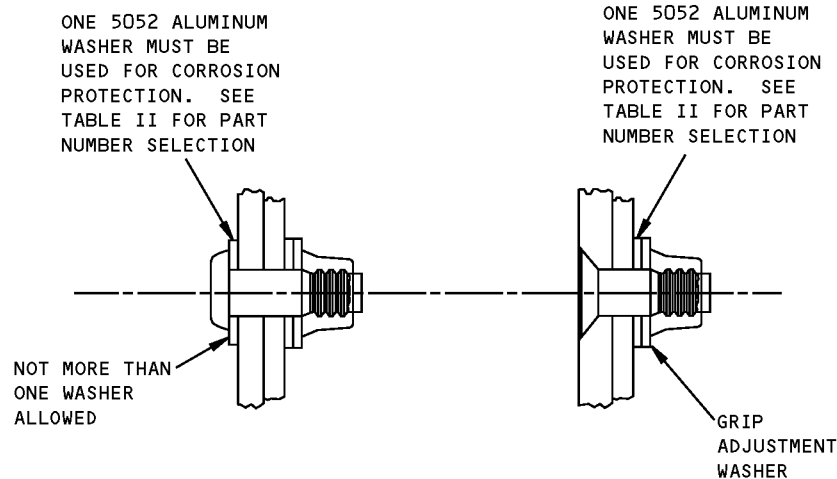 ONE 5052 ALUMINUM
WASHER MUST BE
USED FOR CORROSION
PROTECTION. SEE
TABLE II FOR PART
NUMBER SELECTION
ONE 5052 ALUMINUM
WASHER MUST BE
USED FOR CORROSION
PROTECTION. SEE
TABLE II FOR PART
NUMBER SELECTION
NOT MORE THAN
ONE WASHER
ALLOWED
GRIP
ADJUSTMENT
WASHER